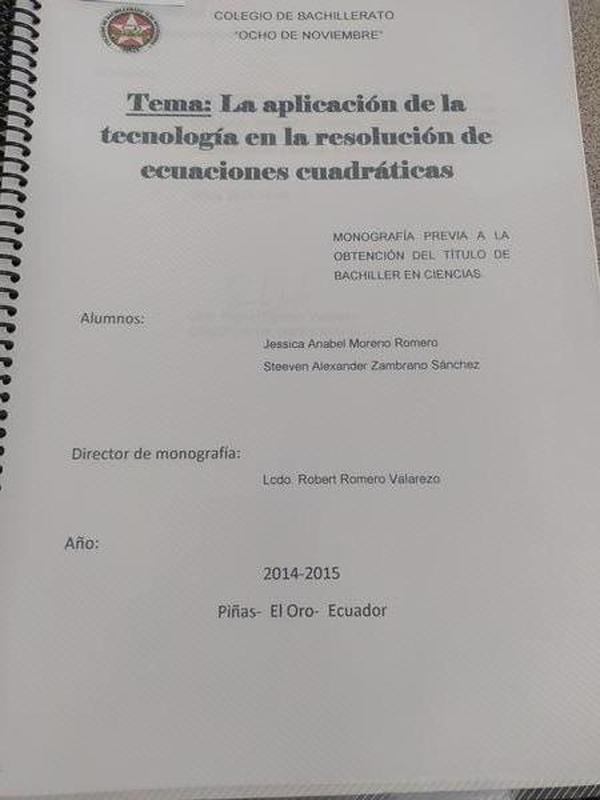 COLEGIO DE BACHILLERATO
"OCHO DE NOVIEMBRE"
Tema: La aplicación de la
tecnología en la resolución de
ecuaciones cuadráticas
MONOGRAFÍA PREVIA A LA
OBTENCIÓN DEL TÍTULO DE
BACHILLER EN CIENCIAS.
Alumnos:
Jessica Anabel Moreno Romero
Steeven Alexander Zambrano Sánchez
Director de monografía:
Lcdo. Robert Romero Valarezo
Año:
2014-2015
Piñas- El Oro- Ecuador